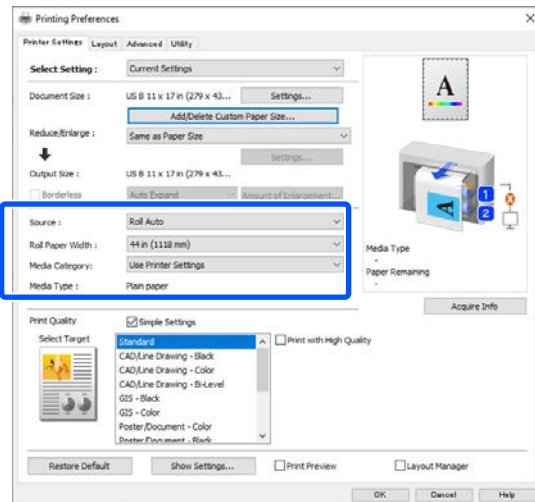 Printing Preferences
Printer Settings Layout Advanced Utility
Select Setting : Current Settings
Document Size : US B 11 x 17 in (279 x 43... Settings...
Add/Delete Custom Paper Size...
Reduce/Enlarge : Same as Paper Size
Settings...
Output Size : US B 11 x 17 in (279 x 43...
Borderless Auto Expand Amount of Enlargement...
Source : Roll Auto
Roll Paper Width : 44 in (1118 mm)
Media Category: Use Printer Settings
Media Type : Plain paper
A
A
1
2
Media Type
-
Paper Remaining
-
Acquire Info
Print Quality Simple Settings
Select Target
Standard
CAD/Line Drawing - Black
CAD/Line Drawing - Color
CAD/Line Drawing - Bi-Level
GIS - Black
GIS - Color
Poster/Document - Color
Poster/Document - Black
Print with High Quality
Restore Default Show Settings... Print Preview Layout Manager
OK Cancel Help